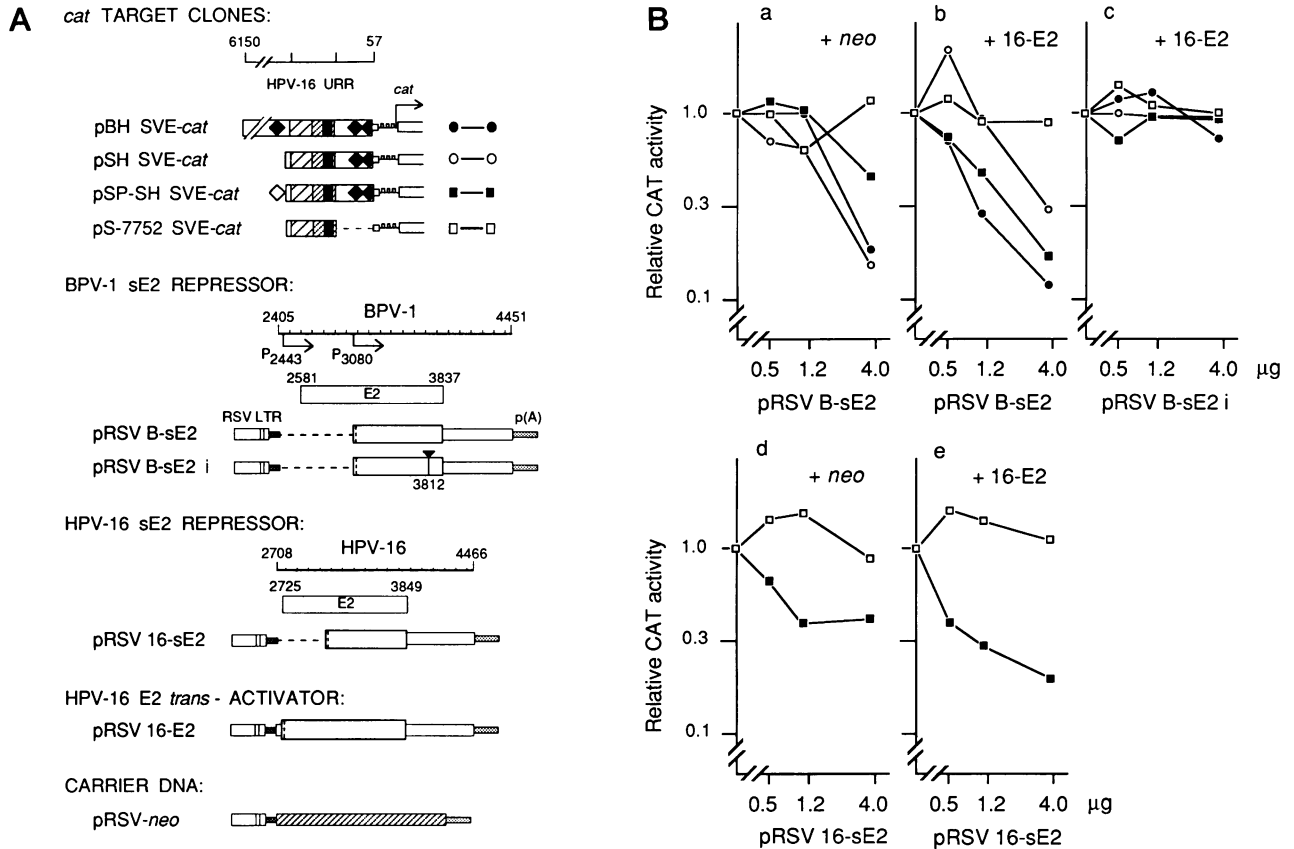 A
cat TARGET CLONES:
6150 57
HPV-16 URR
cat
pBH SVE-cat
pSH SVE-cat
pSP-SH SVE-cat
pS-7752 SVE-cat
BPV-1 sE2 REPRESSOR:
BPV-1
2405 4451
P2443 P3080
2581 3837
E2
RSV LTR p(A)
pRSV B-sE2
pRSV B-sE2 i
3812
HPV-16 sE2 REPRESSOR:
HPV-16
2708 4466
2725 3849
E2
pRSV 16-sE2
HPV-16 E2 trans-ACTIVATOR:
pRSV 16-E2
CARRIER DNA:
pRSV-neo
B
a b c
+ neo + 16-E2 + 16-E2
Relative CAT activity
1.0
0.3
0.1
0.5 1.2 4.0 0.5 1.2 4.0 0.5 1.2 4.0 μg
pRSV B-sE2 pRSV B-sE2 pRSV B-sE2 i
d e
+ neo + 16-E2
Relative CAT activity
1.0
0.3
0.1
0.5 1.2 4.0 0.5 1.2 4.0 μg
pRSV 16-sE2 pRSV 16-sE2